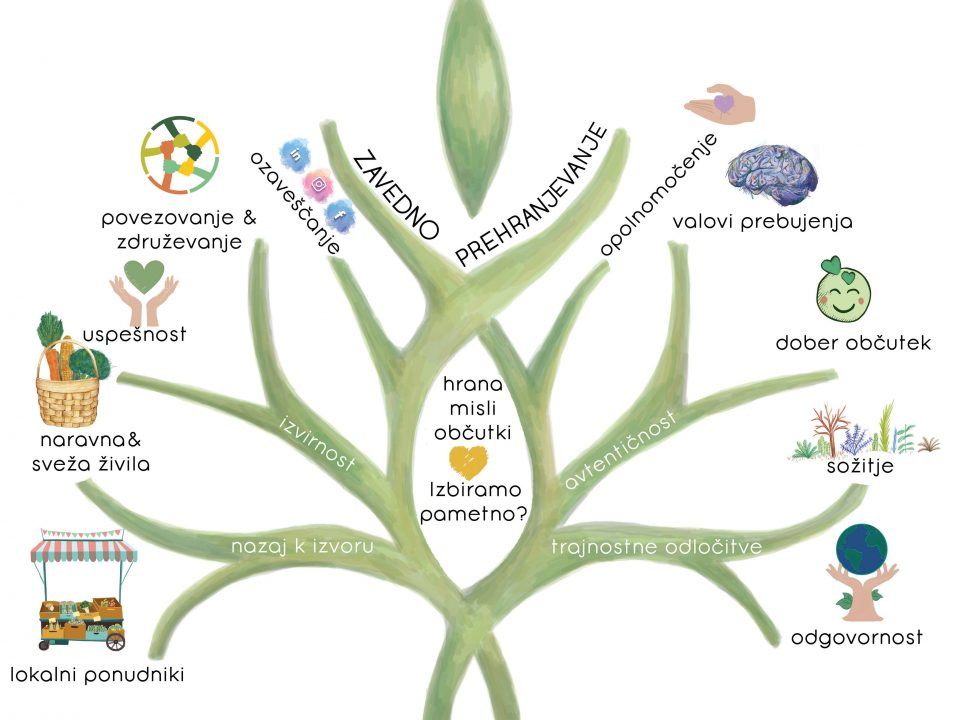 ZAVEDNO
PREHRANJEVANJE
povezovanje &
združevanje
ozaveščanje
in
f
opolnomočenje
valovi prebujenja
uspešnost
dober občutek
naravna&
sveža živila
izvirnost
hrana
misli
občutki
Izbiramo
pametno?
avtentičnost
sožitje
nazaj k izvoru
trajnostne odločitve
lokalni ponudniki
odgovornost